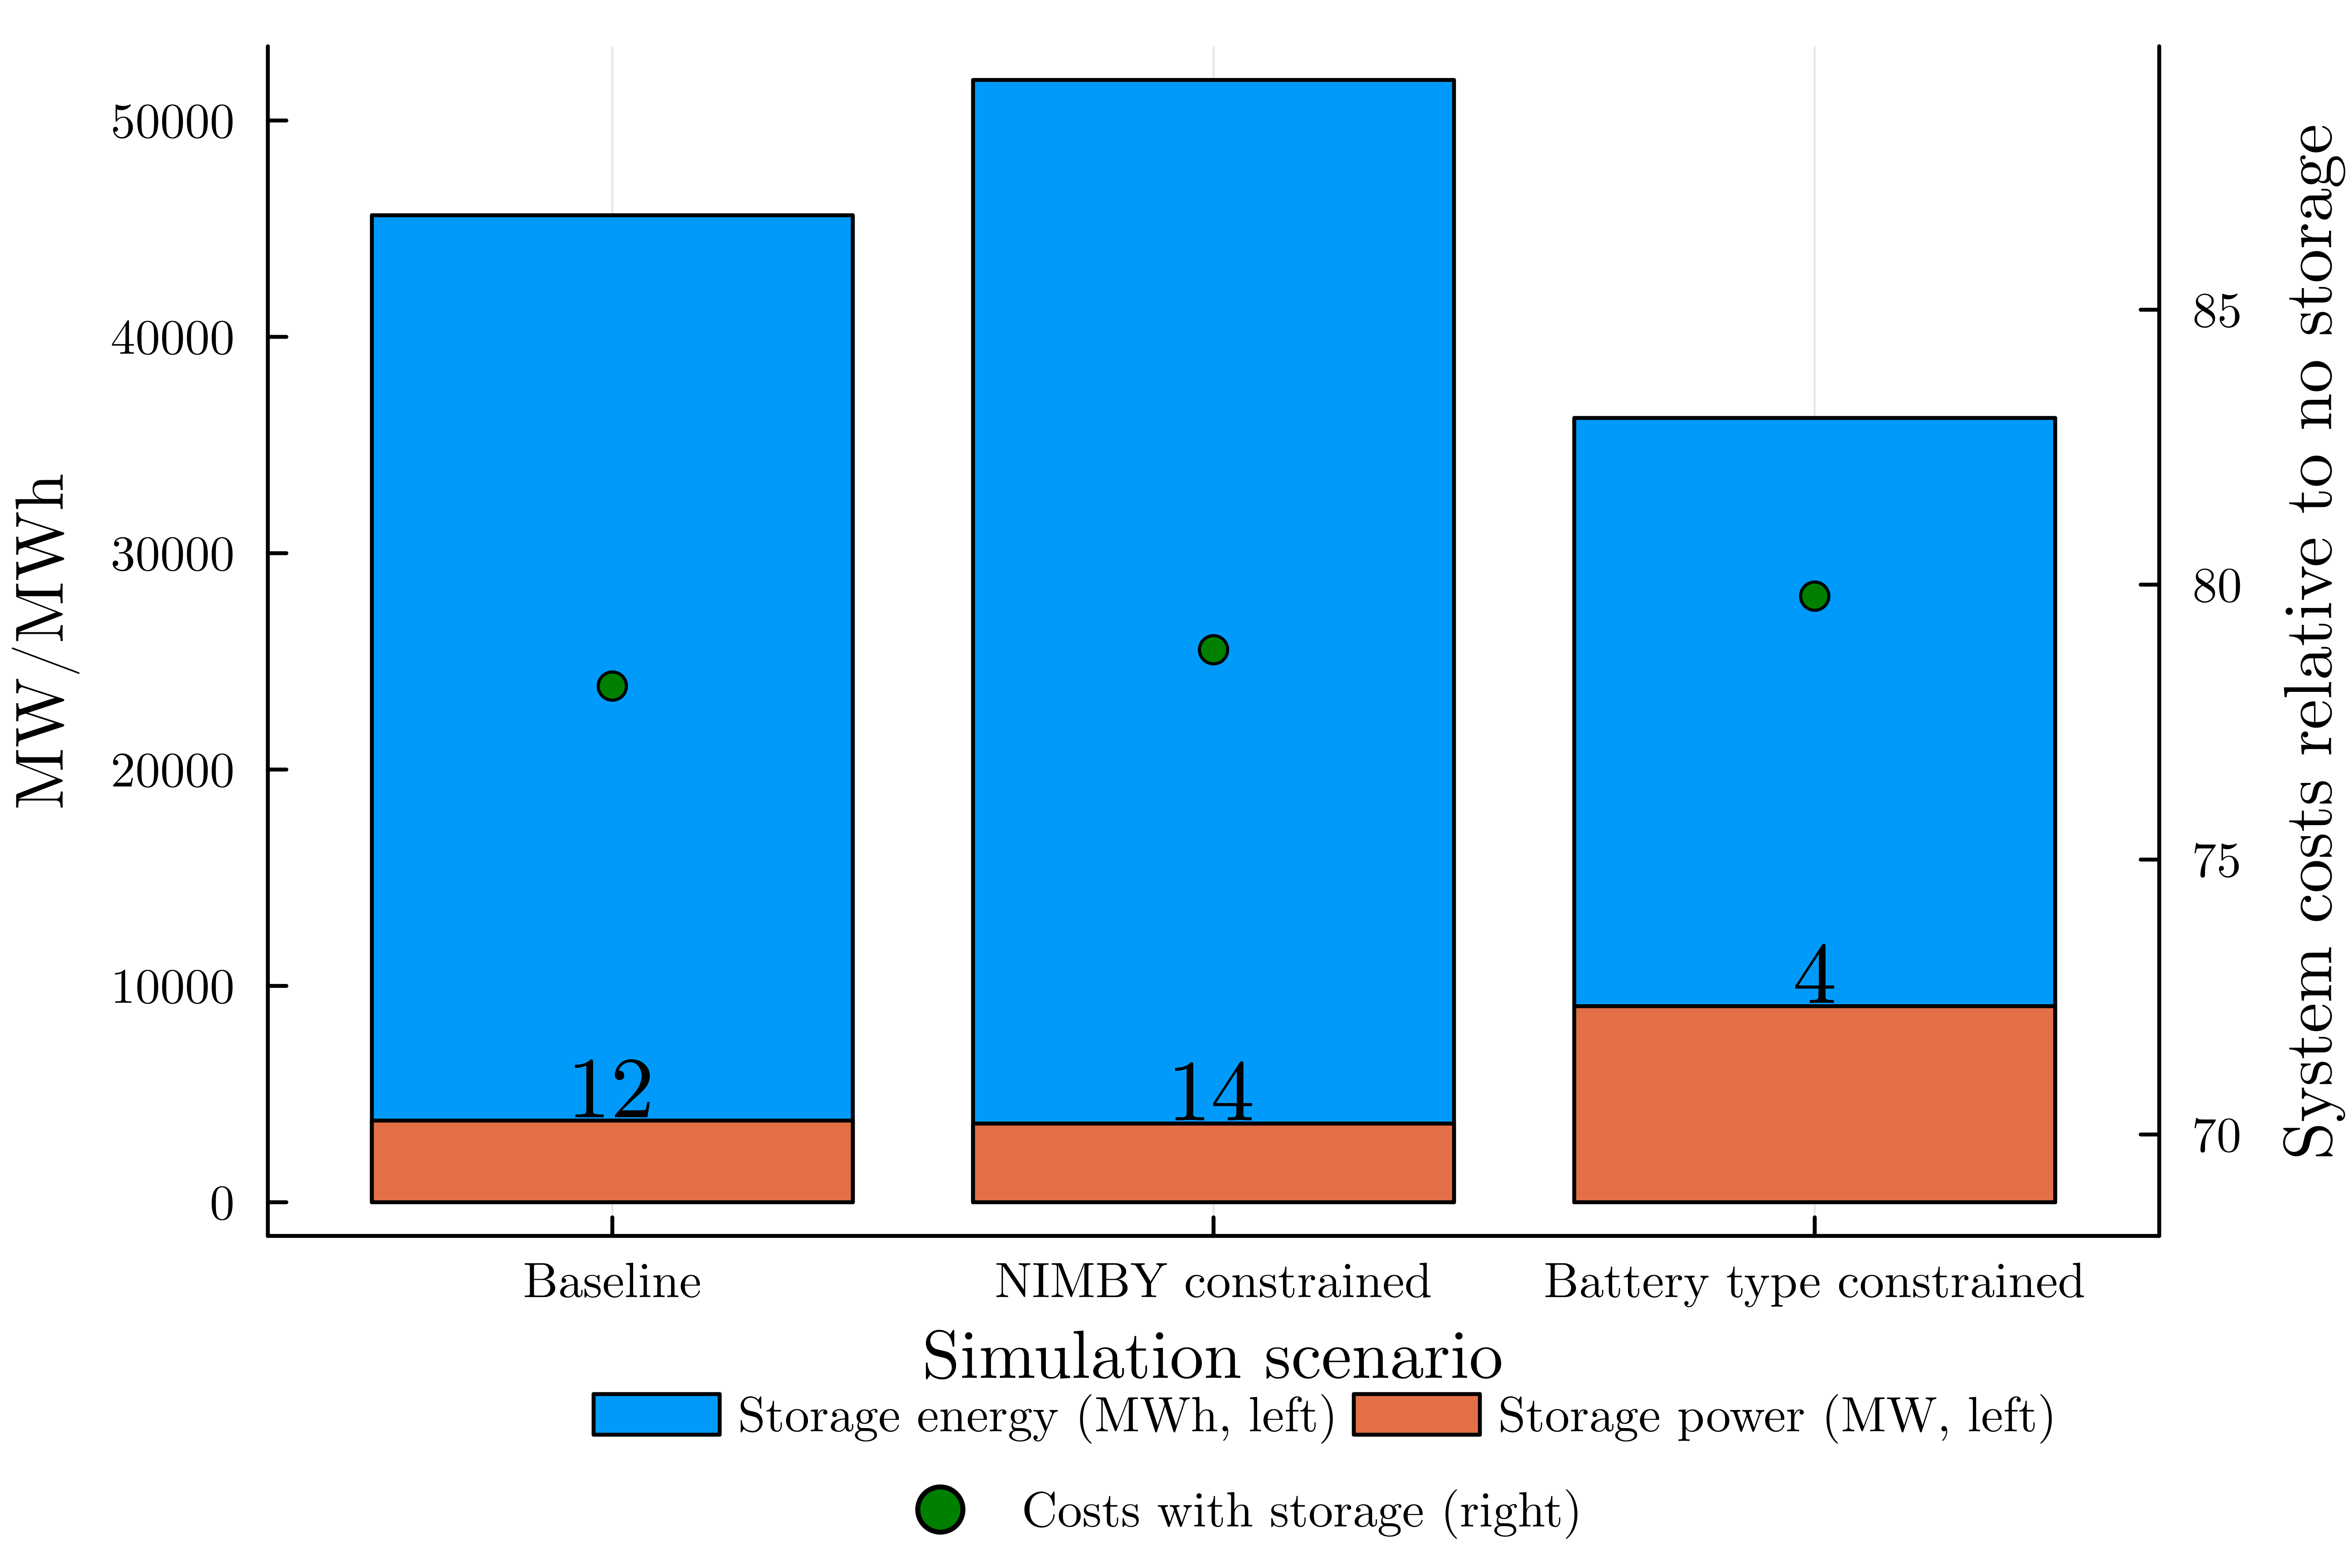 MW/MWh
50000
40000
30000
20000
10000
0
12
14
4
85
80
75
70
System costs relative to no storage
Baseline
NIMBY constrained
Battery type constrained
Simulation scenario
Storage energy (MWh, left)
Storage power (MW, left)
Costs with storage (right)